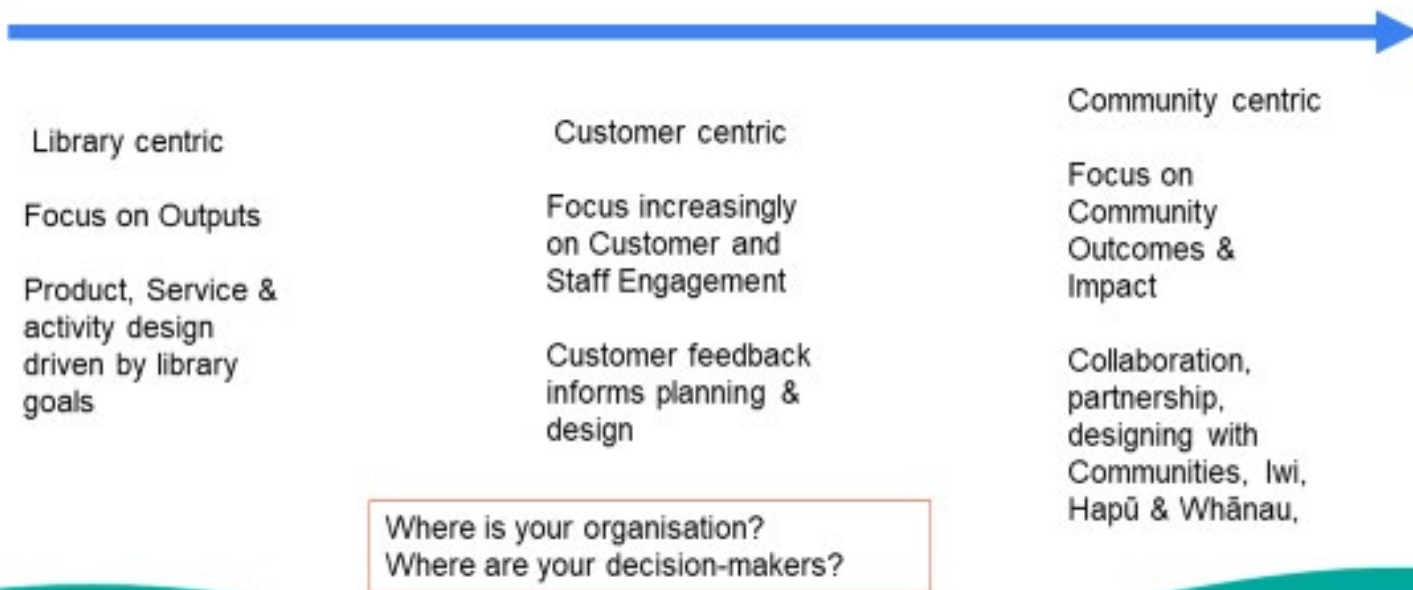 Library centric
Focus on Outputs
Product, Service &
activity design
driven by library
goals
Customer centric
Focus increasingly
on Customer and
Staff Engagement
Customer feedback
informs planning &
design
Community centric
Focus on
Community
Outcomes &
Impact
Collaboration,
partnership,
designing with
Communities, Iwi,
Hapū & Whānau,
Where is your organisation?
Where are your decision-makers?